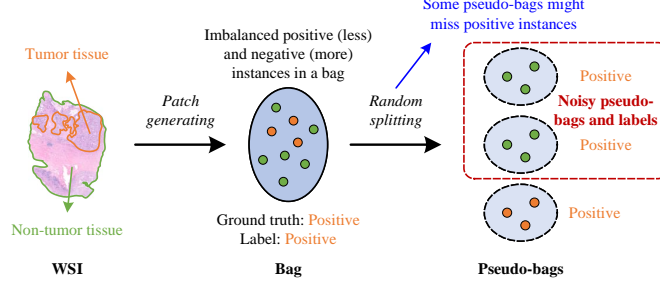 Some pseudo-bags might
miss positive instances
Tumor tissue
Imbalanced positive (less)
and negative (more)
instances in a bag
Patch
generating
Random
splitting
Positive
Noisy pseudo-
bags and labels
Positive
Positive
Non-tumor tissue
Ground truth: Positive
Label: Positive
WSI
Bag
Pseudo-bags